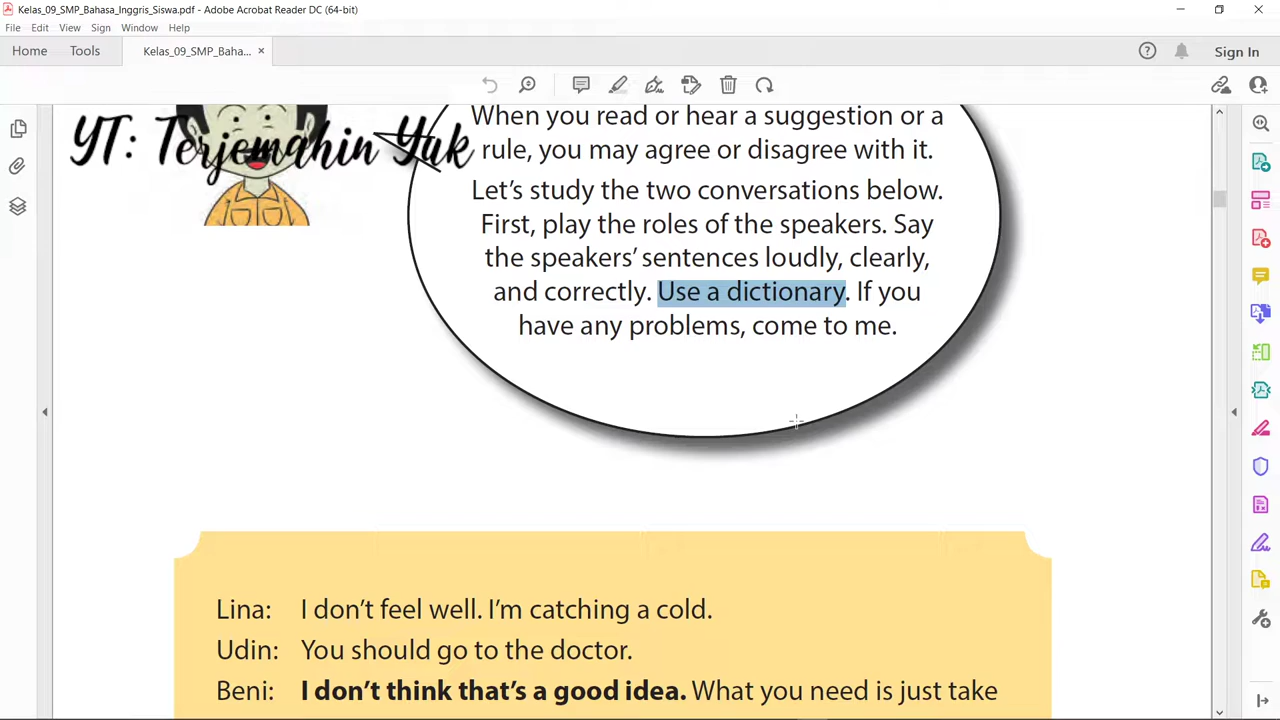 Kelas_09_SMP_Bahasa_Inggris_Siswa.pdf - Adobe Acrobat Reader DC (64-bit)
File Edit View Sign Window Help
Home Tools Kelas_09_SMP_Baha... Sign In
YT: Terjemahin Yuk
When you read or hear a suggestion or a
rule, you may agree or disagree with it.
Let’s study the two conversations below.
First, play the roles of the speakers. Say
the speakers’ sentences loudly, clearly,
and correctly. Use a dictionary. If you
have any problems, come to me.
Lina: I don’t feel well. I’m catching a cold.
Udin: You should go to the doctor.
Beni: I don’t think that’s a good idea. What you need is just take